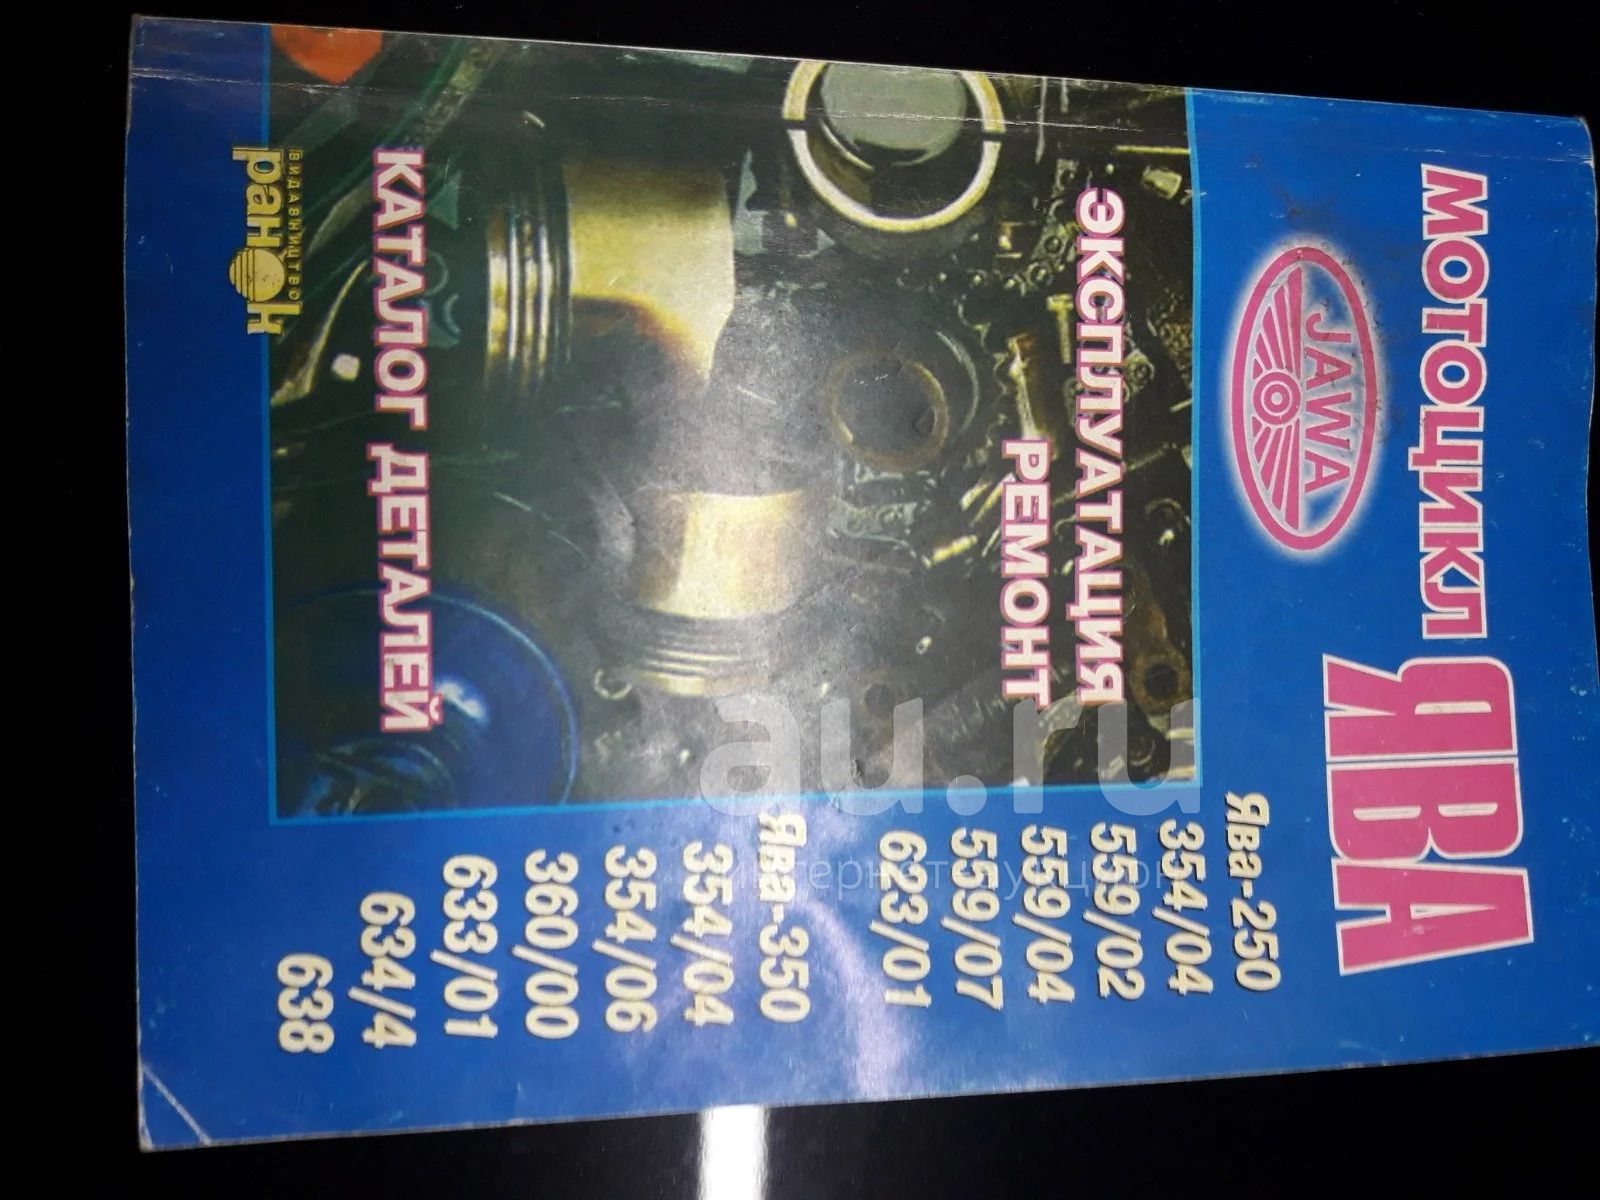 МОТОЦИКЛ ЯВА
JAWA
ЭКСПЛУАТАЦИЯ
РЕМОНТ
КАТАЛОГ ДЕТАЛЕЙ
Ява-250
354/04
559/02
559/04
559/07
623/01
Ява-350
354/04
354/06
360/00
633/01
634/4
638
ВИДАВНИЦТВО
ранок
au.ru
интернет-аукцион